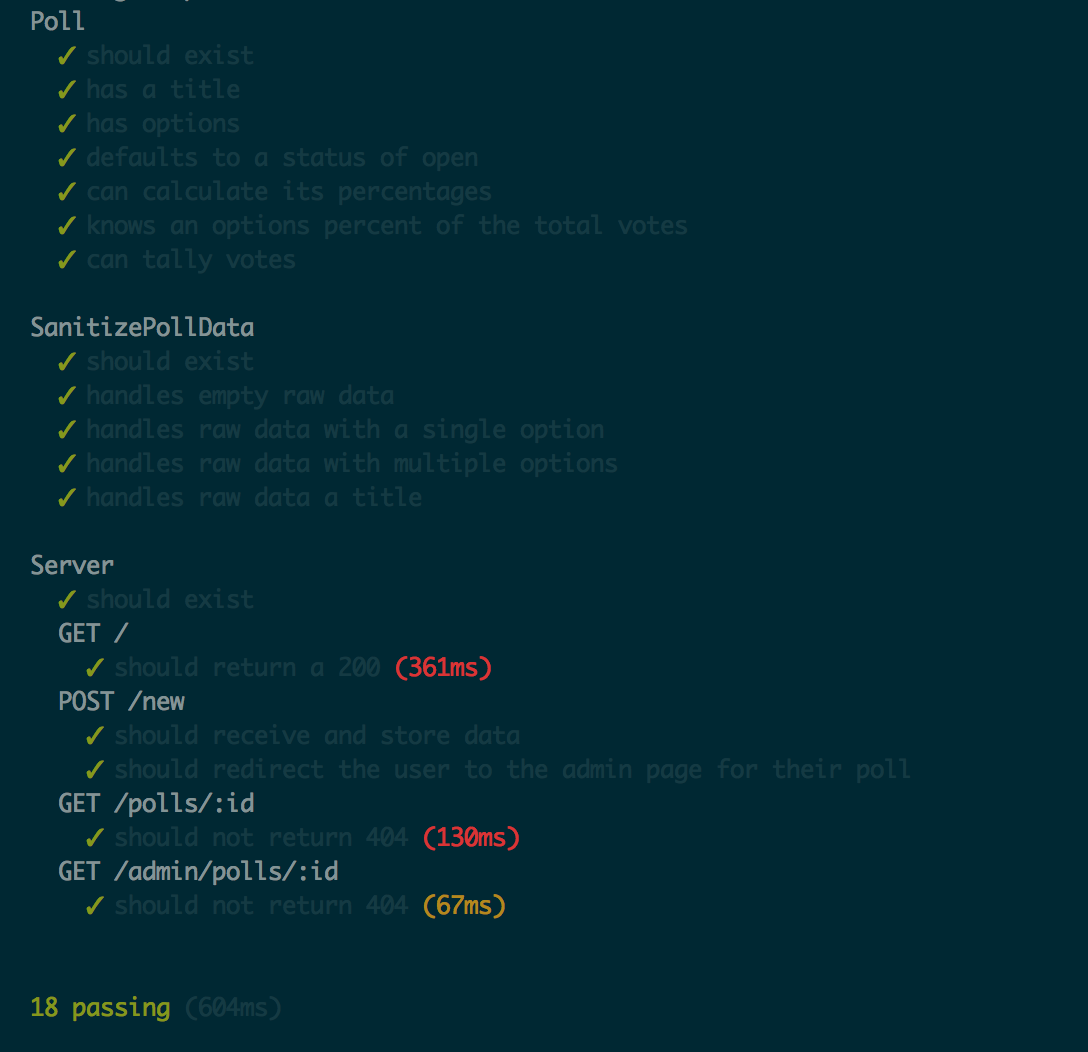 Poll
✓ should exist
✓ has a title
✓ has options
✓ defaults to a status of open
✓ can calculate its percentages
✓ knows an options percent of the total votes
✓ can tally votes
SanitizePollData
✓ should exist
✓ handles empty raw data
✓ handles raw data with a single option
✓ handles raw data with multiple options
✓ handles raw data a title
Server
✓ should exist
GET /
✓ should return a 200 (361ms)
POST /new
✓ should receive and store data
✓ should redirect the user to the admin page for their poll
GET /polls/:id
✓ should not return 404 (130ms)
GET /admin/polls/:id
✓ should not return 404 (67ms)
18 passing (604ms)